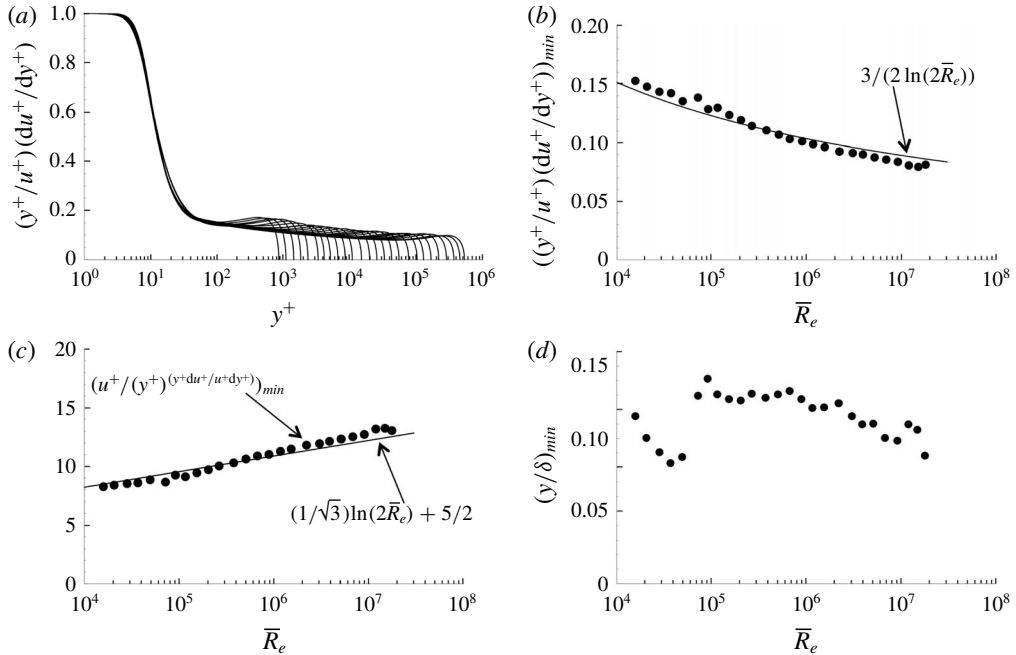 (a)
(y⁺/u⁺)(du⁺/dy⁺)
1.0
0.8
0.6
0.4
0.2
0
10⁰ 10¹ 10² 10³ 10⁴ 10⁵ 10⁶
y⁺
(b)
((y⁺/u⁺)(du⁺/dy⁺))min
0.20
0.15
0.10
0.05
0
3/(2 ln(2R̅e))
10⁴ 10⁵ 10⁶ 10⁷ 10⁸
R̅e
(c)
20
15
10
5
0
(u⁺/(y⁺)^(y⁺du⁺/u⁺dy⁺))min
(1/√3)ln(2R̅e) + 5/2
10⁴ 10⁵ 10⁶ 10⁷ 10⁸
R̅e
(d)
(y/δ)min
0.15
0.10
0.05
0
10⁴ 10⁵ 10⁶ 10⁷ 10⁸
R̅e